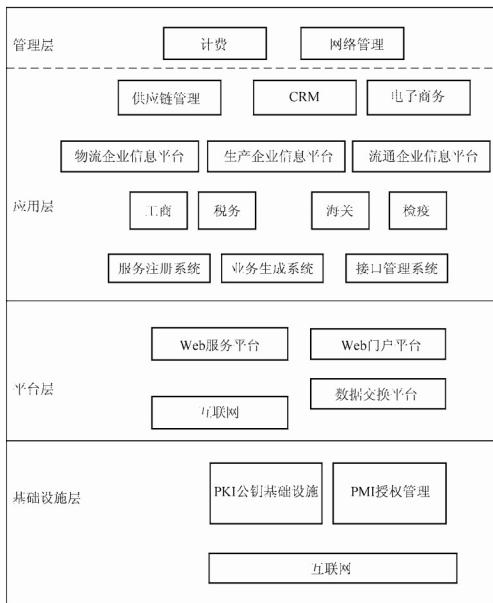 管理层 计费 网络管理
供应链管理 CRM 电子商务
物流企业信息平台 生产企业信息平台 流通企业信息平台
应用层 工商 税务 海关 检疫
服务注册系统 业务生成系统 接口管理系统
Web服务平台 Web门户平台
平台层 数据交换平台
互联网
基础设施层 PKI公钥基础设施 PMI授权管理
互联网